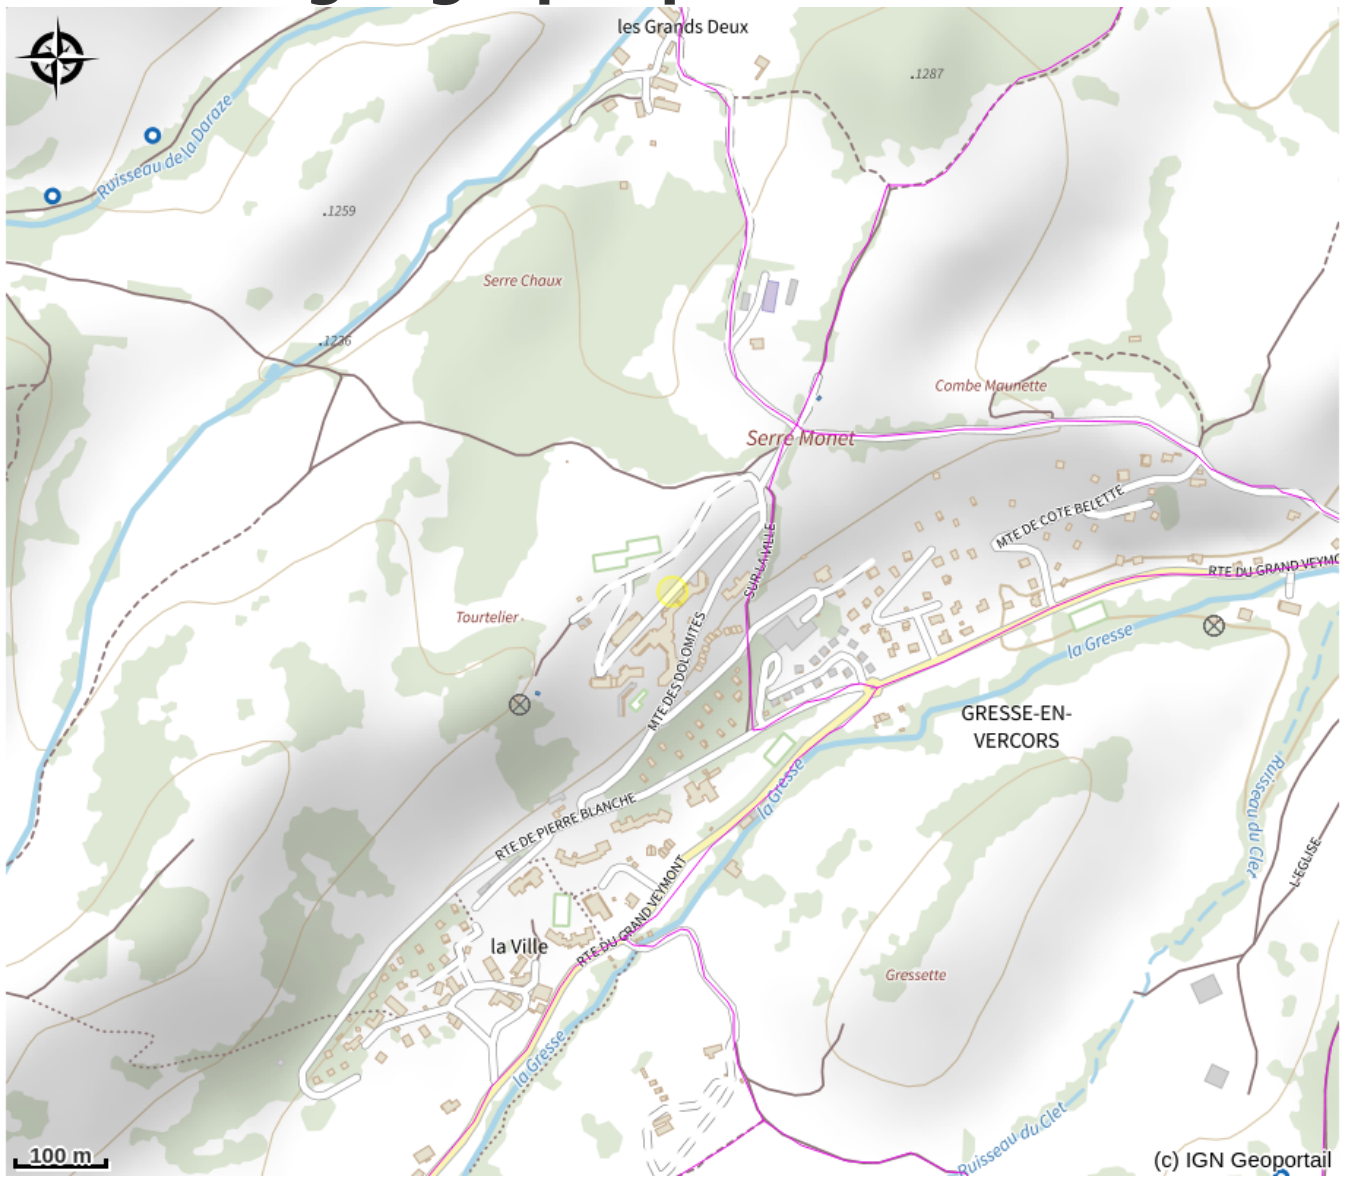 les Grands Deux
.1287
Ruisseau de la Daraze
.1259
Serre Chaux
.1236
Combe Maunette
Serre Monet
MTE DE COTE BELETTE
SUR LA VILLE
RTE DU GRAND VEYMO
Tourtelier
MTE DES DOLOMITES
la Gresse
GRESSE-EN-
VERCORS
la Gresse
RTE DE PIERRE BLANCHE
Ruisseau du Clet
L'EGLISE
RTE DU GRAND VEYMONT
la Ville
Gressette
la Gresse
Ruisseau du Clet
100 m
(c) IGN Geoportail